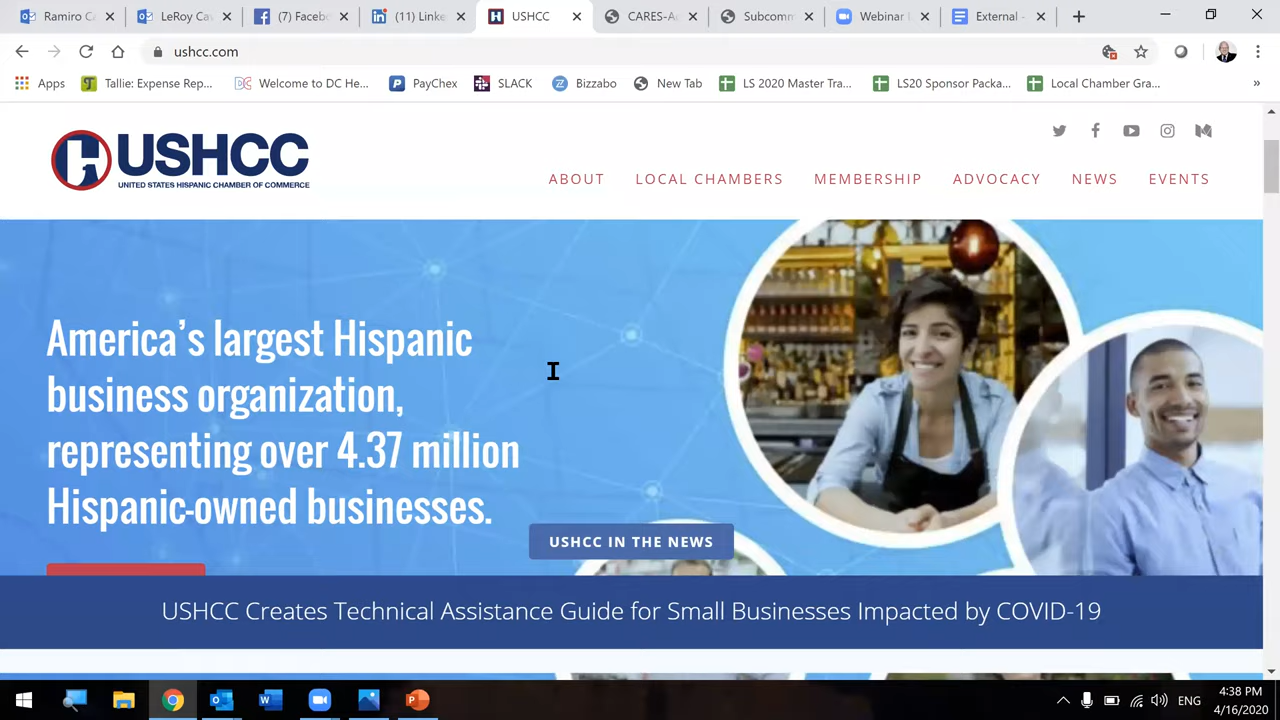 Ramiro C
LeRoy Ca
(7) Faceb
(11) Linke
USHCC
CARES-A
Subcomm
Webinar
External -
ushcc.com
Apps
Tallie: Expense Rep...
Welcome to DC He...
PayChex
SLACK
Bizzabo
New Tab
LS 2020 Master Tra...
LS20 Sponsor Packa...
Local Chamber Gra...
»
USHCC
UNITED STATES HISPANIC CHAMBER OF COMMERCE
ABOUT
LOCAL CHAMBERS
MEMBERSHIP
ADVOCACY
NEWS
EVENTS
America's largest Hispanic
business organization,
representing over 4.37 million
Hispanic-owned businesses.
USHCC IN THE NEWS
USHCC Creates Technical Assistance Guide for Small Businesses Impacted by COVID-19
ENG
4:38 PM
4/16/2020